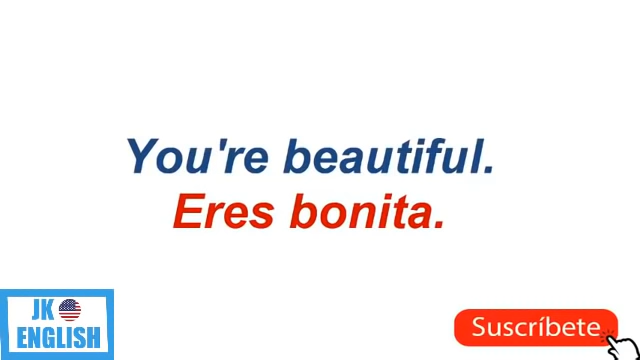 You're beautiful.
Eres bonita.
JK
ENGLISH
Suscríbete